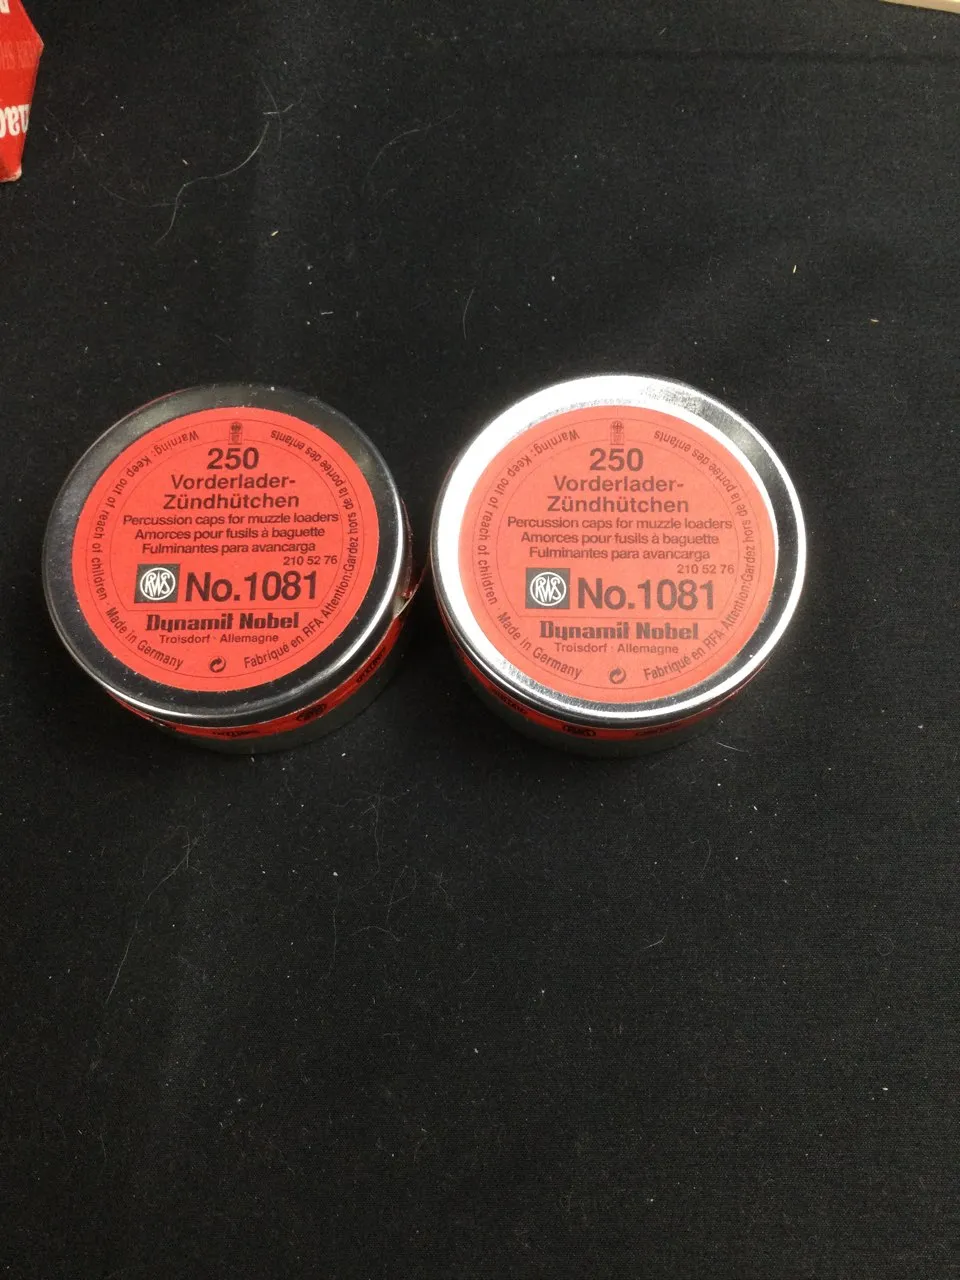 250
Vorderlader-
Zündhütchen
Percussion caps for muzzle loaders
Amorces pour fusils à baguette
Fulminantes para avancarga
210 52 76
RWS No.1081
Dynamit Nobel
Troisdorf · Allemagne
Warning: Keep out of reach of children · Made in Germany
Fabriqué en RFA Attention: Gardez hors de la portée des enfants
250
Vorderlader-
Zündhütchen
Percussion caps for muzzle loaders
Amorces pour fusils à baguette
Fulminantes para avancarga
210 52 76
RWS No.1081
Dynamit Nobel
Troisdorf · Allemagne
Warning: Keep out of reach of children · Made in Germany
Fabriqué en RFA Attention: Gardez hors de la portée des enfants